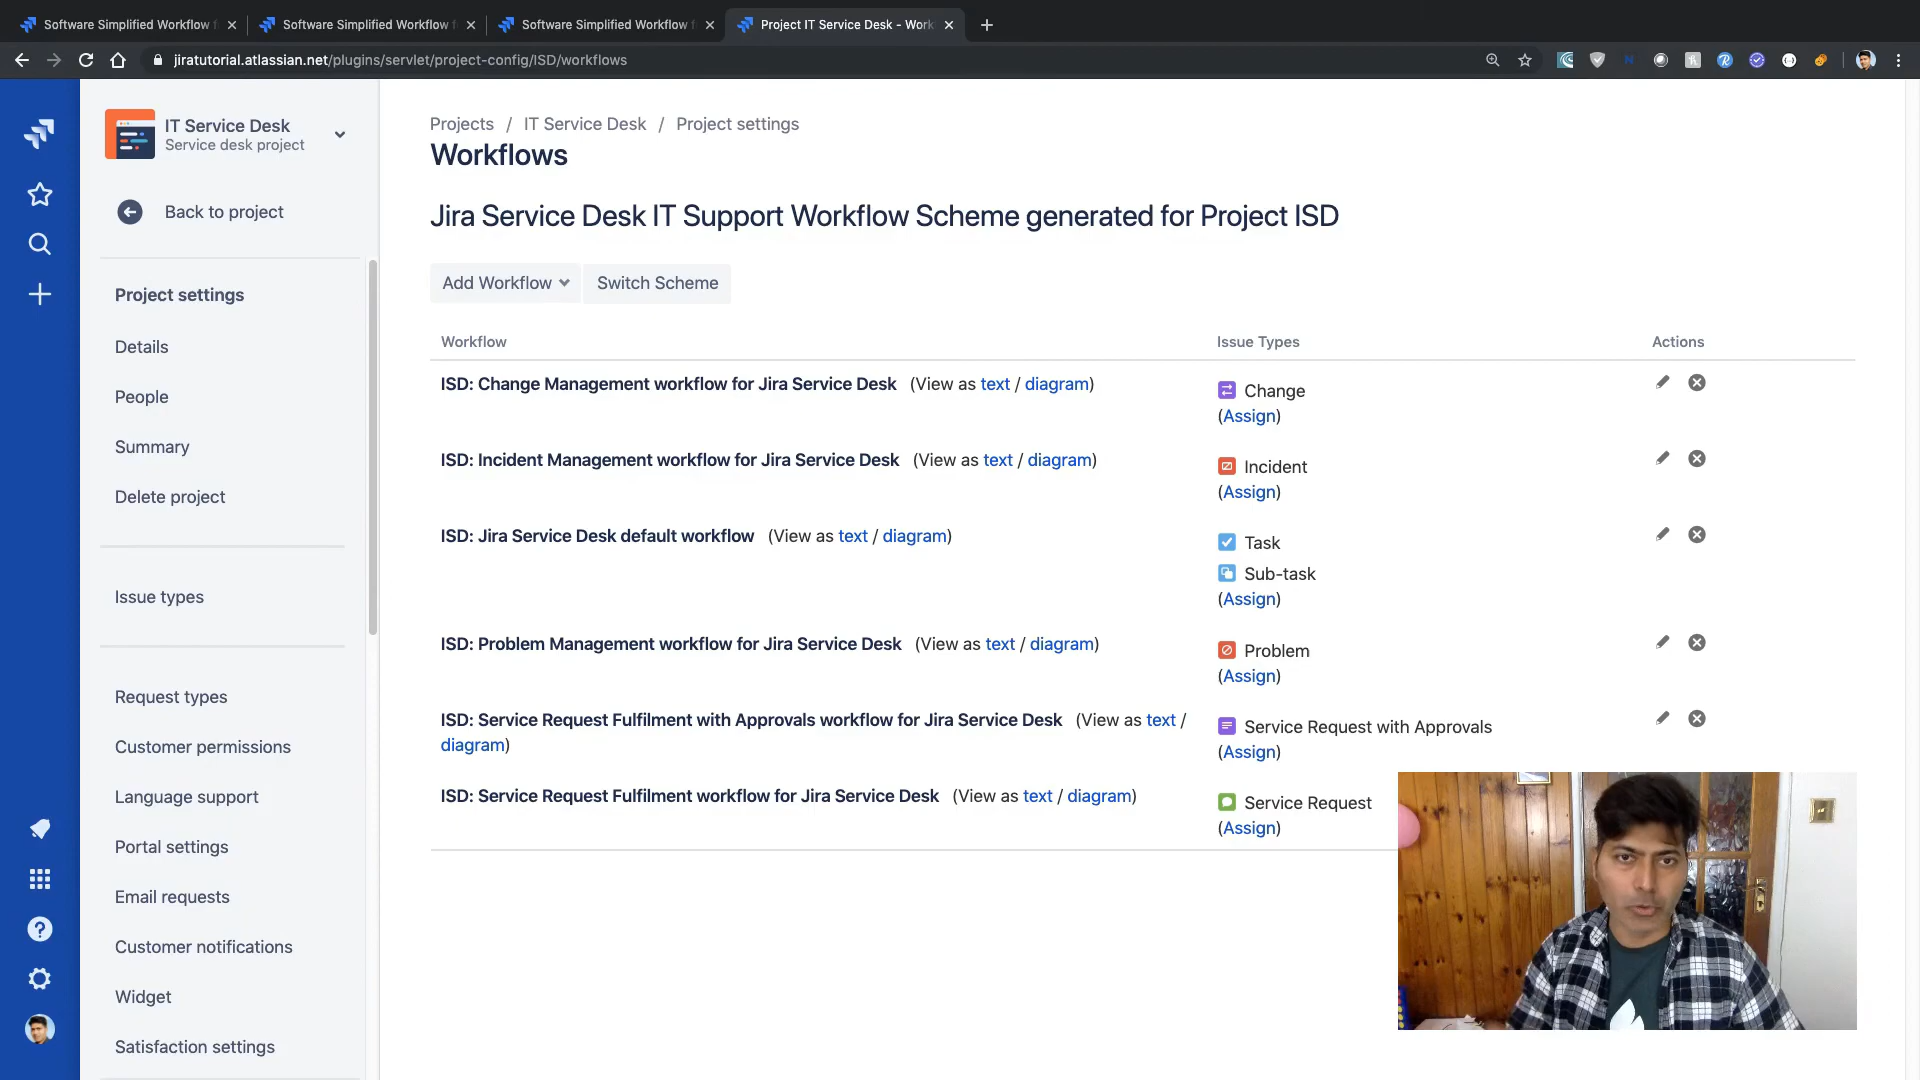 Software Simplified Workflow f
Software Simplified Workflow f
Software Simplified Workflow f
Project IT Service Desk - Work
jiratutorial.atlassian.net/plugins/servlet/project-config/ISD/workflows
IT Service Desk
Service desk project
Back to project
Project settings
Details
People
Summary
Delete project
Issue types
Request types
Customer permissions
Language support
Portal settings
Email requests
Customer notifications
Widget
Satisfaction settings
Projects / IT Service Desk / Project settings
Workflows
Jira Service Desk IT Support Workflow Scheme generated for Project ISD
Add Workflow
Switch Scheme
Workflow Issue Types Actions
ISD: Change Management workflow for Jira Service Desk (View as text / diagram)
Change
(Assign)
ISD: Incident Management workflow for Jira Service Desk (View as text / diagram)
Incident
(Assign)
ISD: Jira Service Desk default workflow (View as text / diagram)
Task
Sub-task
(Assign)
ISD: Problem Management workflow for Jira Service Desk (View as text / diagram)
Problem
(Assign)
ISD: Service Request Fulfilment with Approvals workflow for Jira Service Desk (View as text /
diagram)
Service Request with Approvals
(Assign)
ISD: Service Request Fulfilment workflow for Jira Service Desk (View as text / diagram)
Service Request
(Assign)